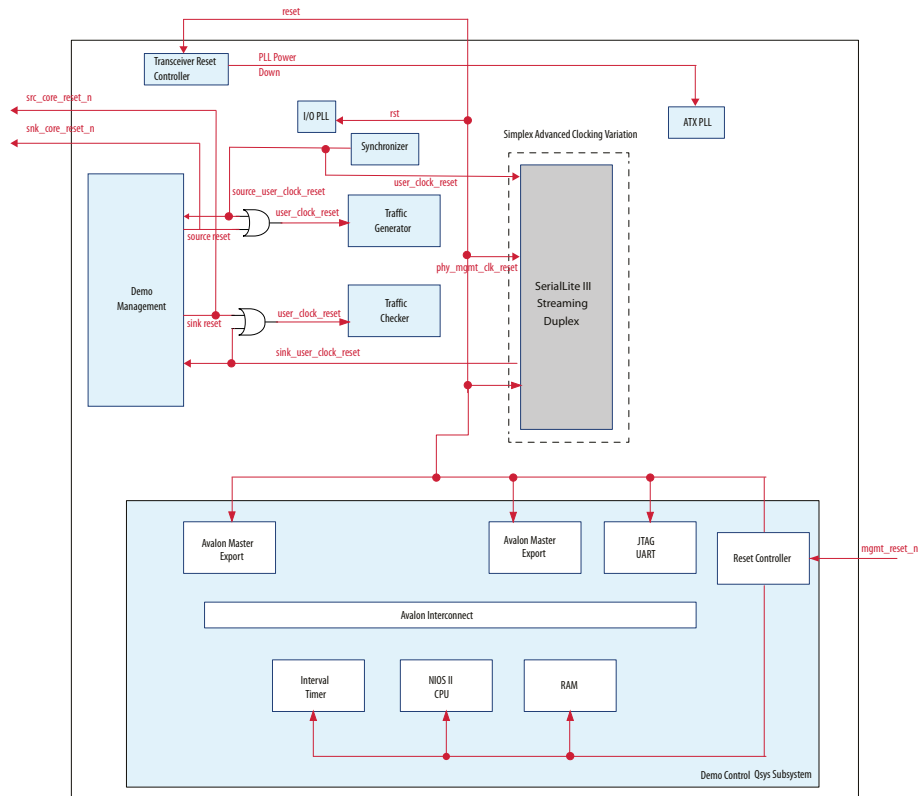 reset
Transceiver Reset
Controller
PLL Power
Down
src_core_reset_n
snk_core_reset_n
I/O PLL
rst
ATX PLL
Synchronizer
Simplex Advanced Clocking Variation
user_clock_reset
source_user_clock_reset
user_clock_reset
source reset
Traffic
Generator
phy_mgmt_clk_reset
SerialLite III
Streaming
Duplex
Demo
Management
sink reset
user_clock_reset
Traffic
Checker
sink_user_clock_reset
Avalon Master
Export
Avalon Master
Export
JTAG
UART
Reset Controller
mgmt_reset_n
Avalon Interconnect
Interval
Timer
NIOS II
CPU
RAM
Demo Control Qsys Subsystem